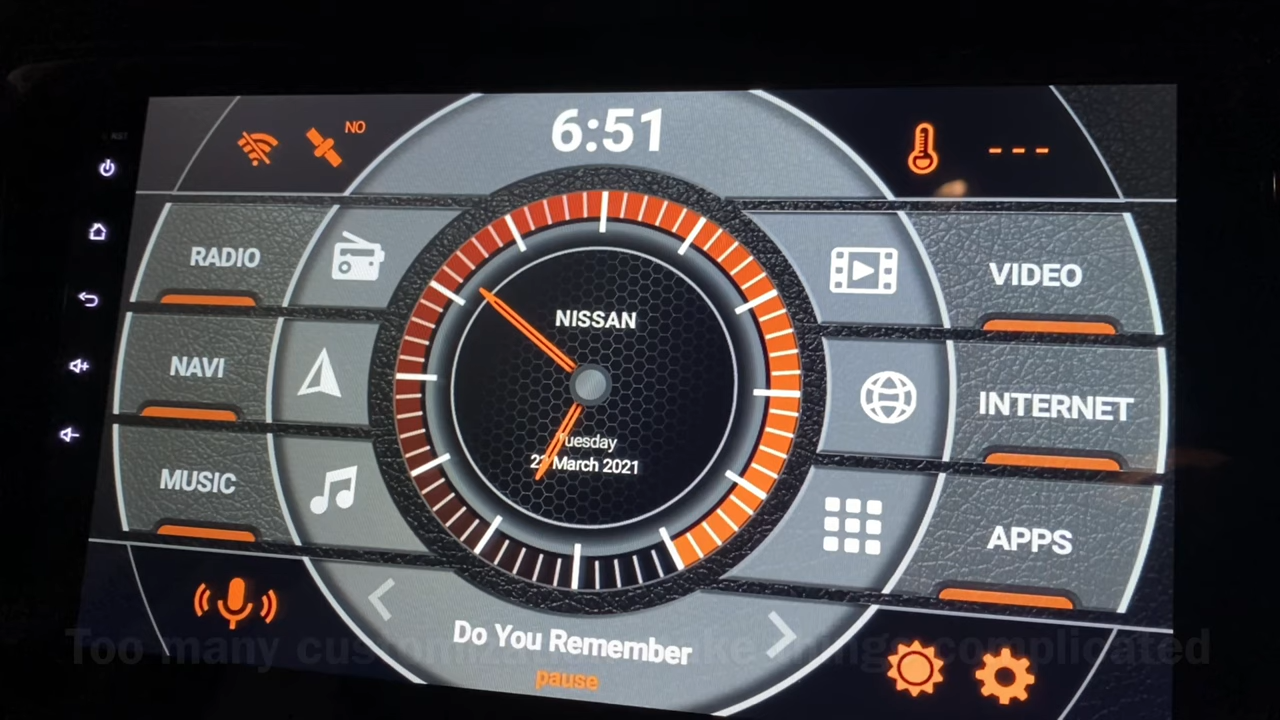 6:51
NO
- - -
RST
RADIO
VIDEO
NISSAN
NAVI
INTERNET
Tuesday
March 2021
MUSIC
APPS
Do You Remember
pause
Too many complicated